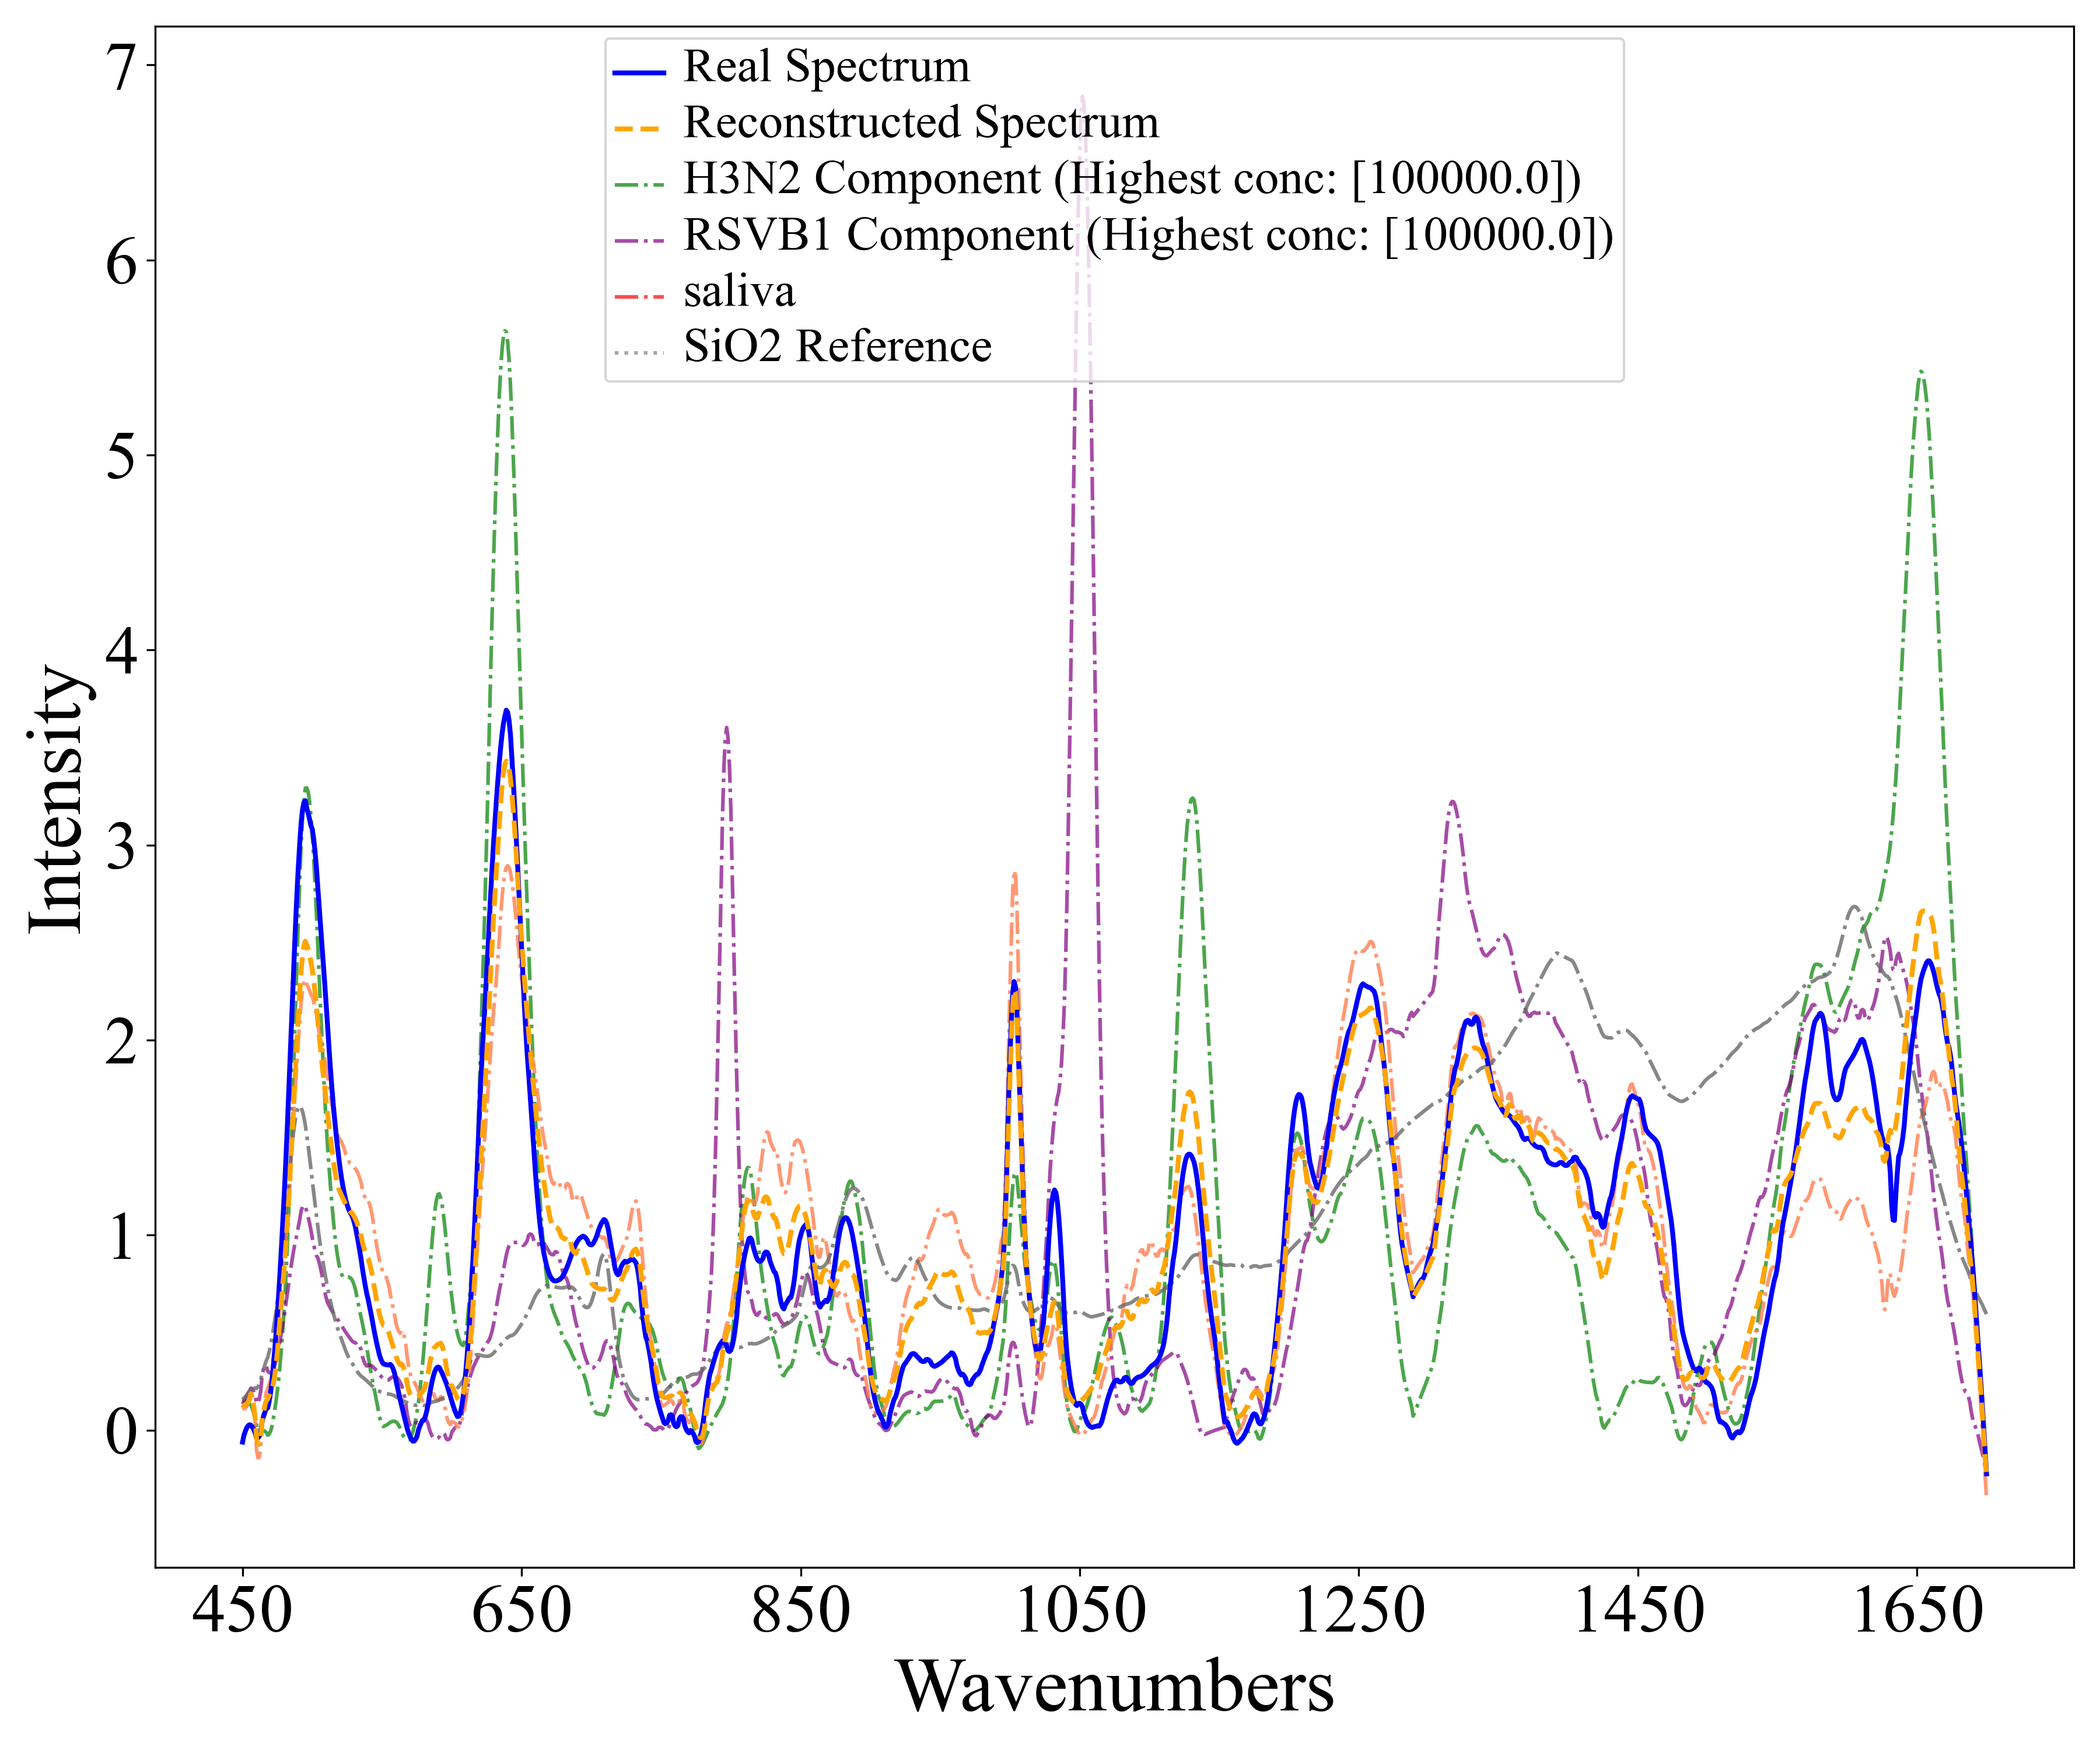 7
6
5
4
3
2
1
0
Intensity
Real Spectrum
Reconstructed Spectrum
H3N2 Component (Highest conc: [100000.0])
RSVB1 Component (Highest conc: [100000.0])
saliva
SiO2 Reference
450 650 850 1050 1250 1450 1650
Wavenumbers